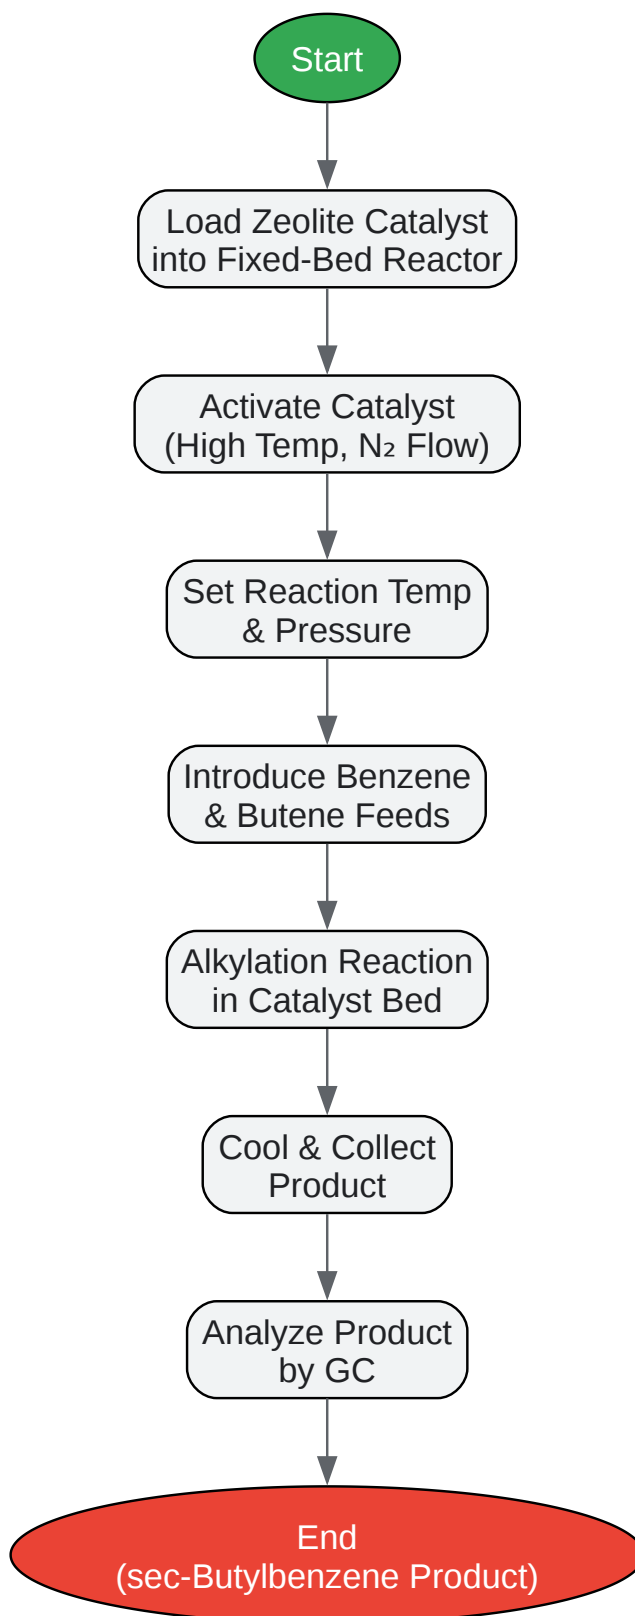 Start
Load Zeolite Catalyst
into Fixed-Bed Reactor
Activate Catalyst
(High Temp, N₂ Flow)
Set Reaction Temp
& Pressure
Introduce Benzene
& Butene Feeds
Alkylation Reaction
in Catalyst Bed
Cool & Collect
Product
Analyze Product
by GC
End
(sec-Butylbenzene Product)